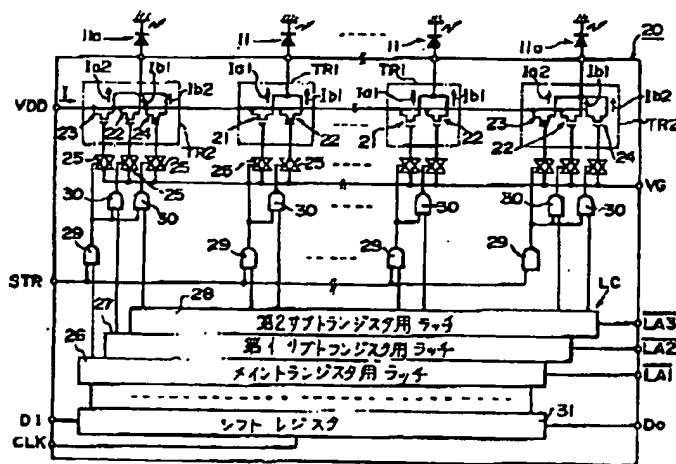 11a 11 11 11a 20
Ia2 Ib1 Ia1 TR1 TR1 Ia1 Ia2 Ib1
VDD L Ib2 Ib1 Ib1 Ib2
23 22 24 TR2 21 22 21 22 23 22 24 TR2
25 25 25 25 25 VG
30 30 30 30 30 30
29 29 29 29
STR
28 LC
第2サブトランジスタ用 ラッチ LA3
27
第1サブトランジスタ用 ラッチ LA2
26
メイントランジスタ用 ラッチ LA1
31
DI シフト レジスタ Do
CLK